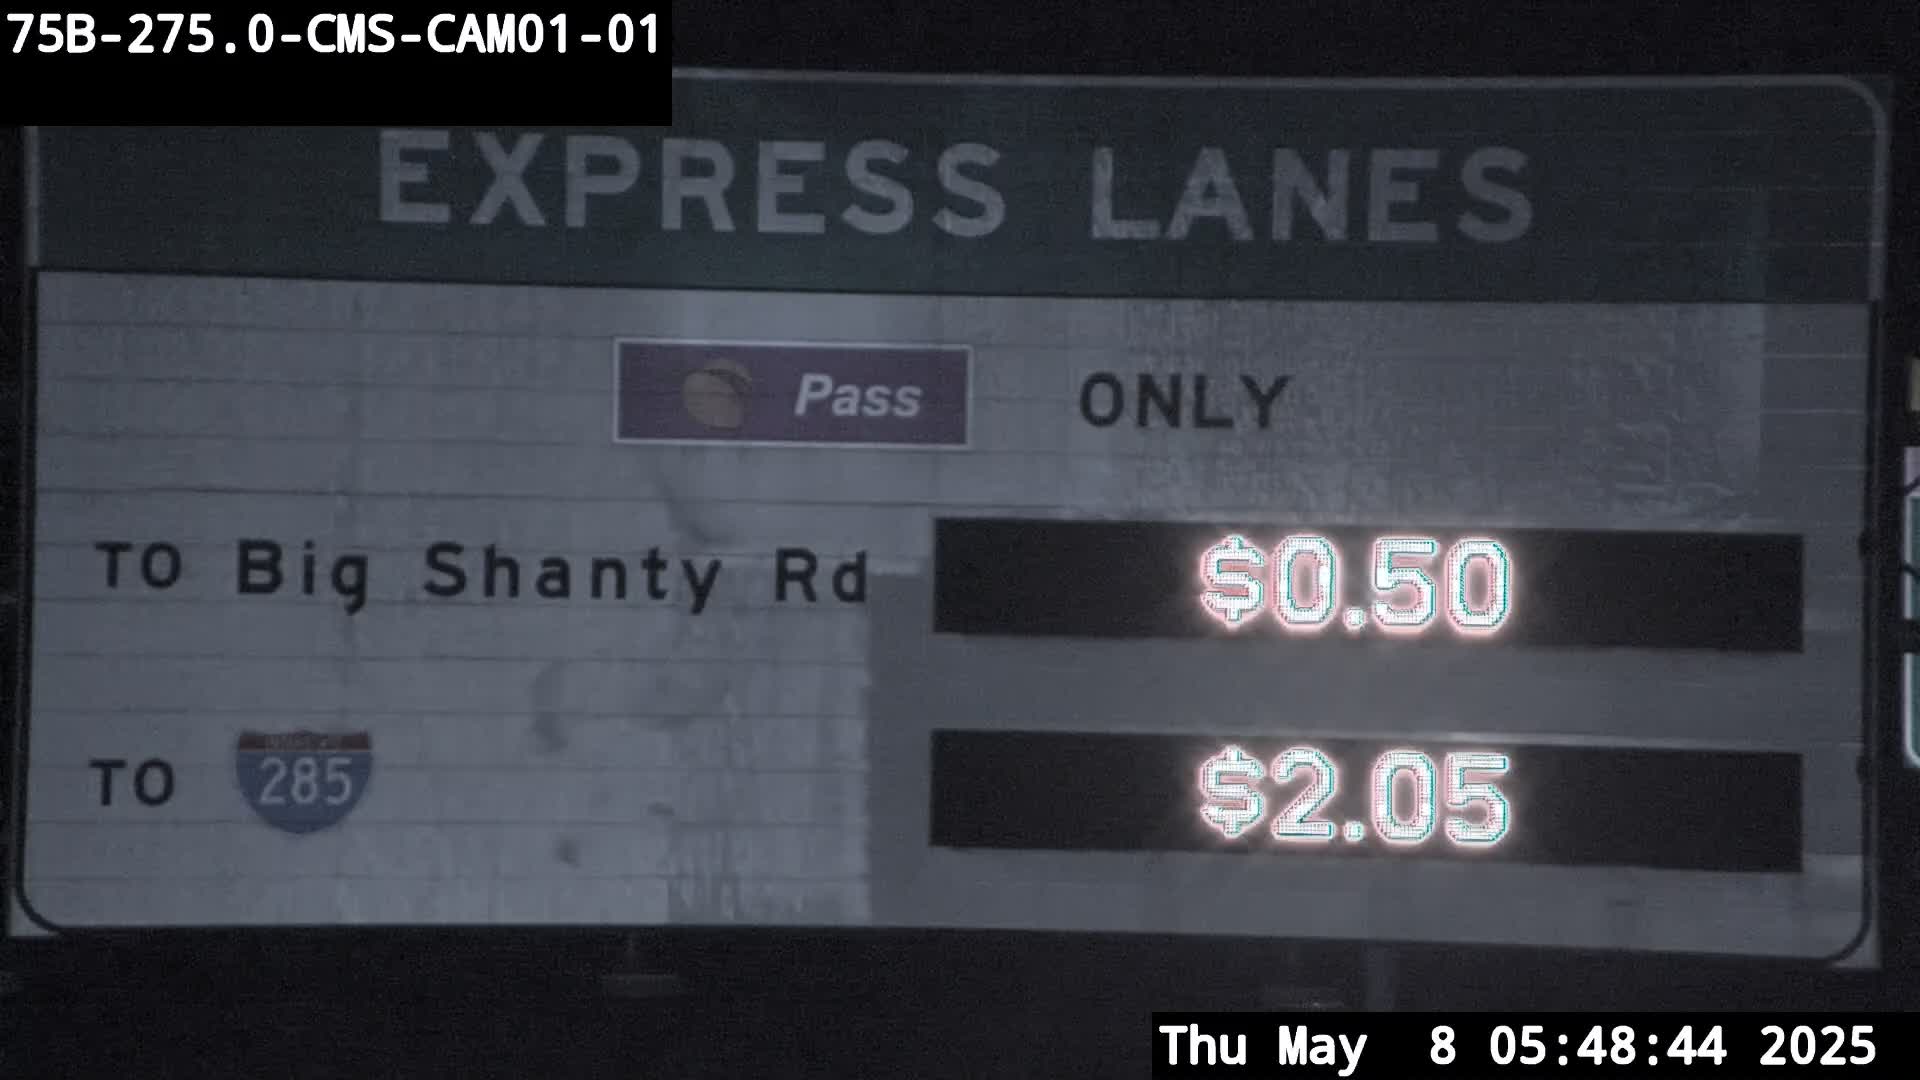 75B-275.0-CMS-CAM01-01
EXPRESS LANES
Pass ONLY
TO Big Shanty Rd $0.50
TO 285 $2.05
Thu May 8 05:48:44 2025